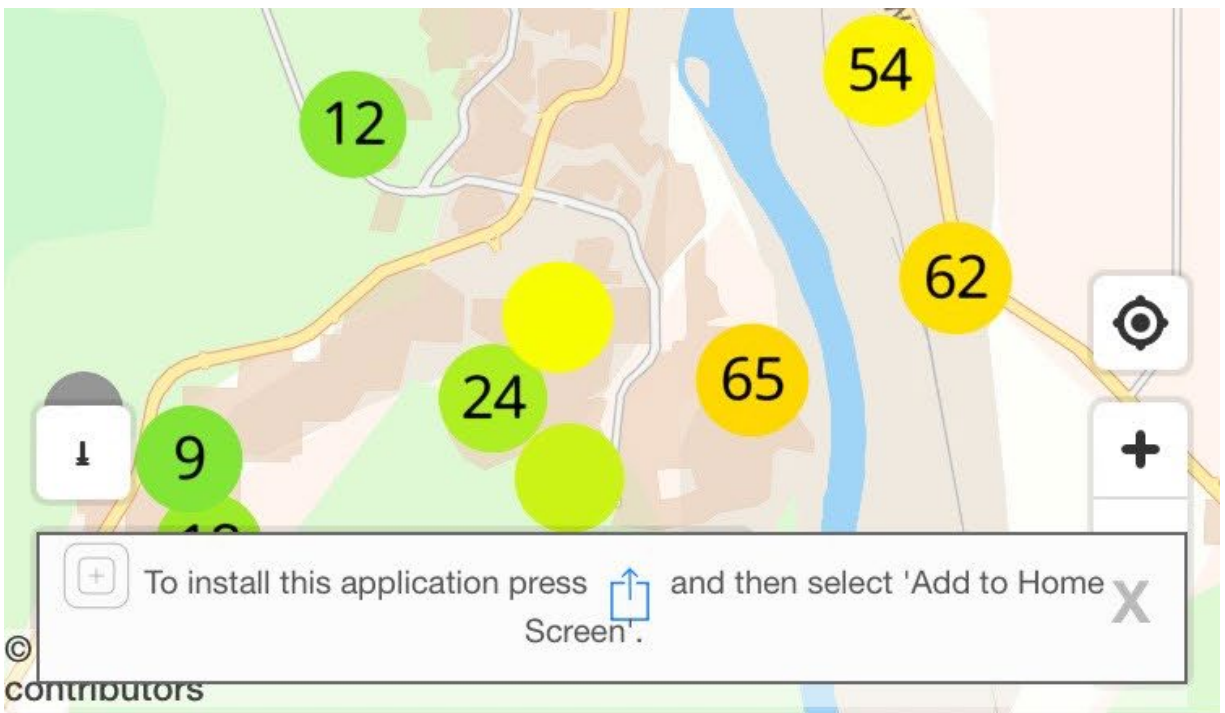 54
12
62
65
24
9
To install this application press and then select 'Add to Home
Screen'.
X
©
contributors